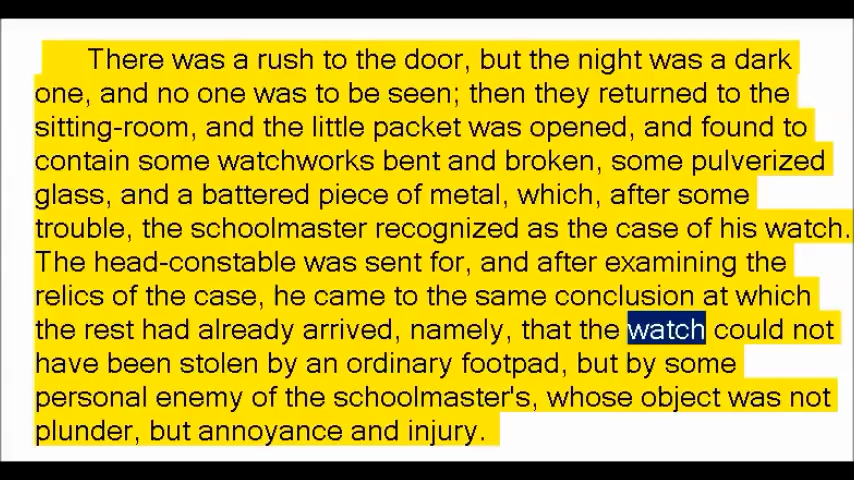 There was a rush to the door, but the night was a dark
one, and no one was to be seen; then they returned to the
sitting-room, and the little packet was opened, and found to
contain some watchworks bent and broken, some pulverized
glass, and a battered piece of metal, which, after some
trouble, the schoolmaster recognized as the case of his watch.
The head-constable was sent for, and after examining the
relics of the case, he came to the same conclusion at which
the rest had already arrived, namely, that the watch could not
have been stolen by an ordinary footpad, but by some
personal enemy of the schoolmaster's, whose object was not
plunder, but annoyance and injury.